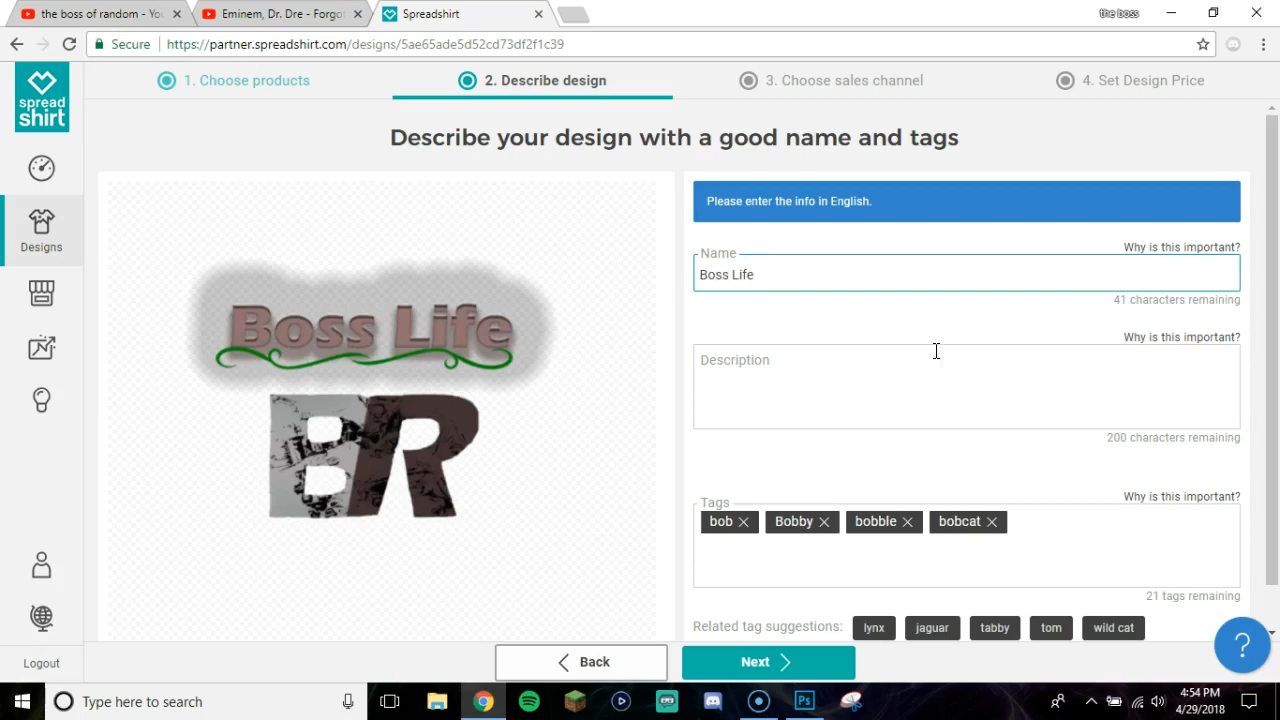 the boss of random - You
Eminem, Dr. Dre - Forgot
Spreadshirt
the boss
Secure
https://partner.spreadshirt.com/designs/5ae65ade5d52cd73df2f1c39
spread
shirt
1. Choose products
2. Describe design
3. Choose sales channel
4. Set Design Price
Describe your design with a good name and tags
Please enter the info in English.
Why is this important?
Name
Boss Life
41 characters remaining
Why is this important?
Description
200 characters remaining
Boss Life
BR
Designs
Why is this important?
Tags
bob
Bobby
bobble
bobcat
21 tags remaining
Related tag suggestions:
lynx
jaguar
tabby
tom
wild cat
Back
Next
?
Logout
Type here to search
Ps
4:54 PM
4/29/2018